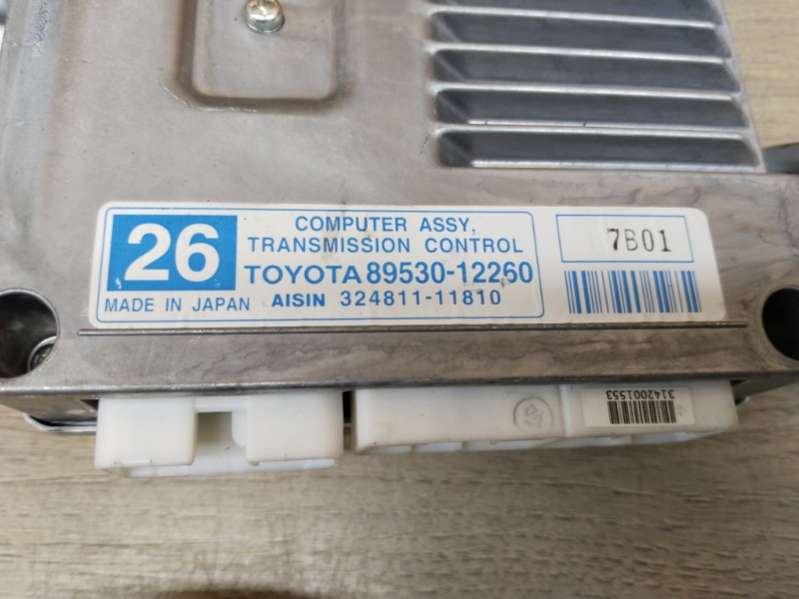 26
COMPUTER ASSY,
TRANSMISSION CONTROL
TOYOTA 89530-12260
MADE IN JAPAN AISIN 324811-11810
7B01
3142001553